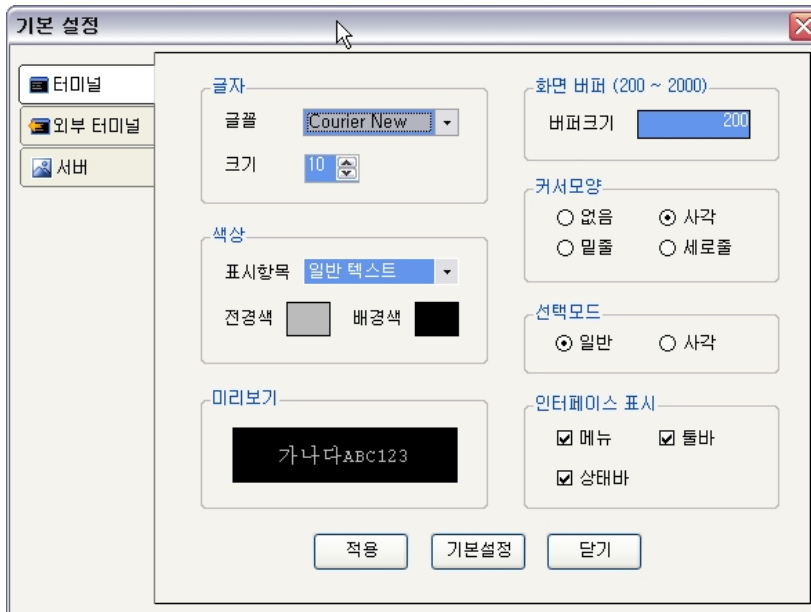 기본 설정
터미널
외부 터미널
서버
글자
글꼴 Courier New
크기 10
색상
표시항목 일반 텍스트
전경색 배경색
미리보기
가나다ABC123
화면 버퍼 (200 ~ 2000)
버퍼크기 200
커서모양
없음 사각
밑줄 세로줄
선택모드
일반 사각
인터페이스 표시
메뉴 툴바
상태바
적용 기본설정 닫기